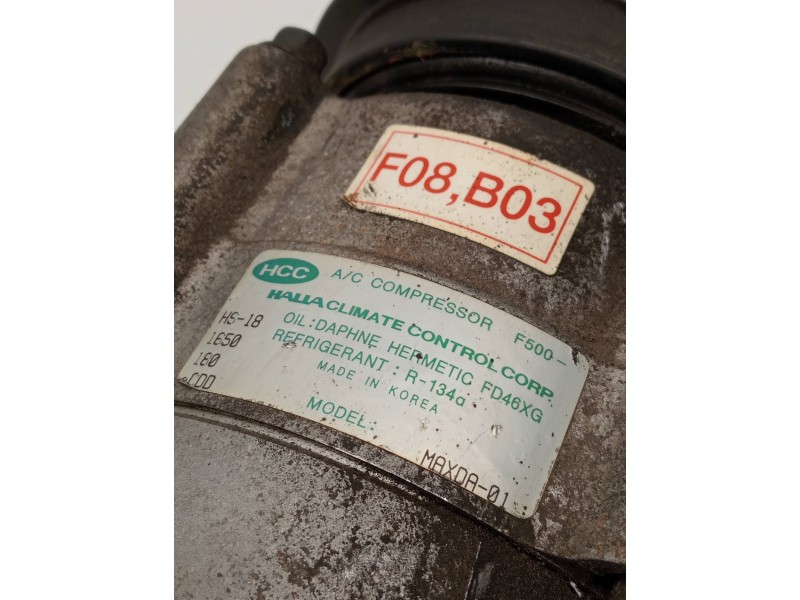 F08,B03
HCC A/C COMPRESSOR F500-
HALLA CLIMATE CONTROL CORP.
HS-18 OIL:DAPHNE HERMETIC FD46XG
1650 REFRIGERANT : R-134a
180 MADE IN KOREA
CDD MODEL: MAXDA-01